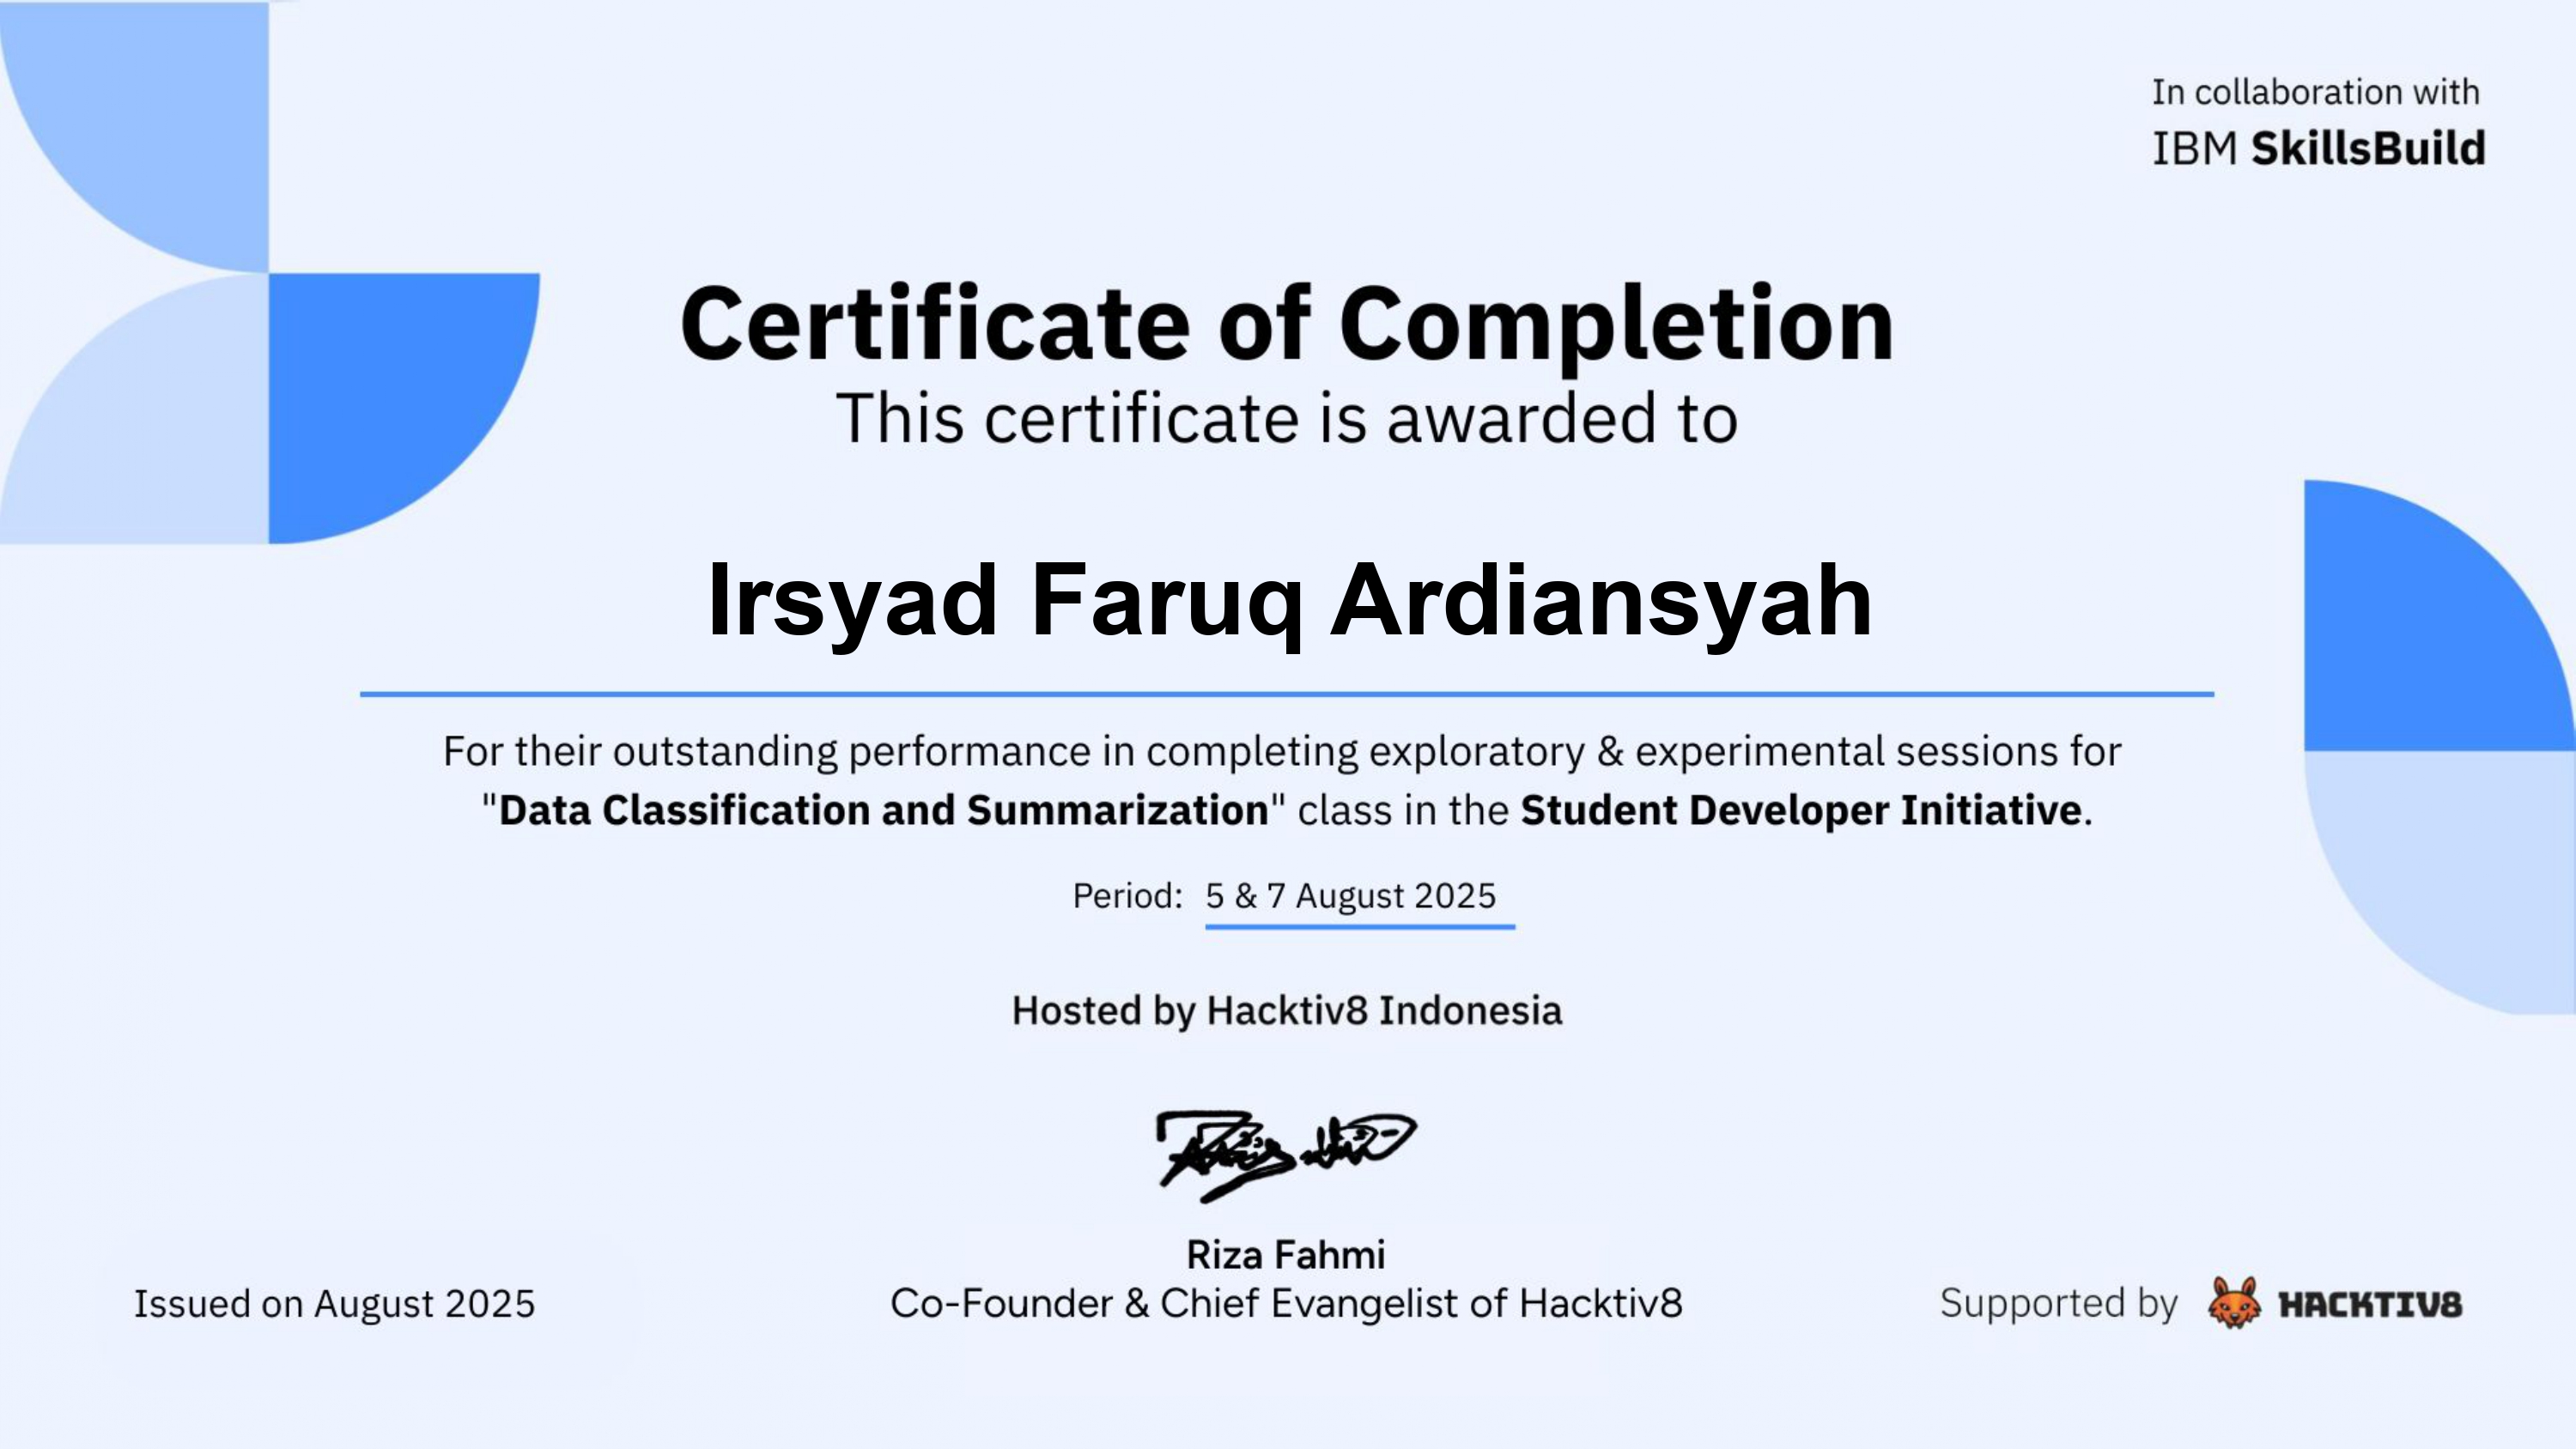 In collaboration with
IBM SkillsBuild
Certificate of Completion
This certificate is awarded to
Irsyad Faruq Ardiansyah
For their outstanding performance in completing exploratory & experimental sessions for
"Data Classification and Summarization" class in the Student Developer Initiative.
Period: 5 & 7 August 2025
Hosted by Hacktiv8 Indonesia
Riza Fahmi
Co-Founder & Chief Evangelist of Hacktiv8
Issued on August 2025
Supported by HACKTIV8